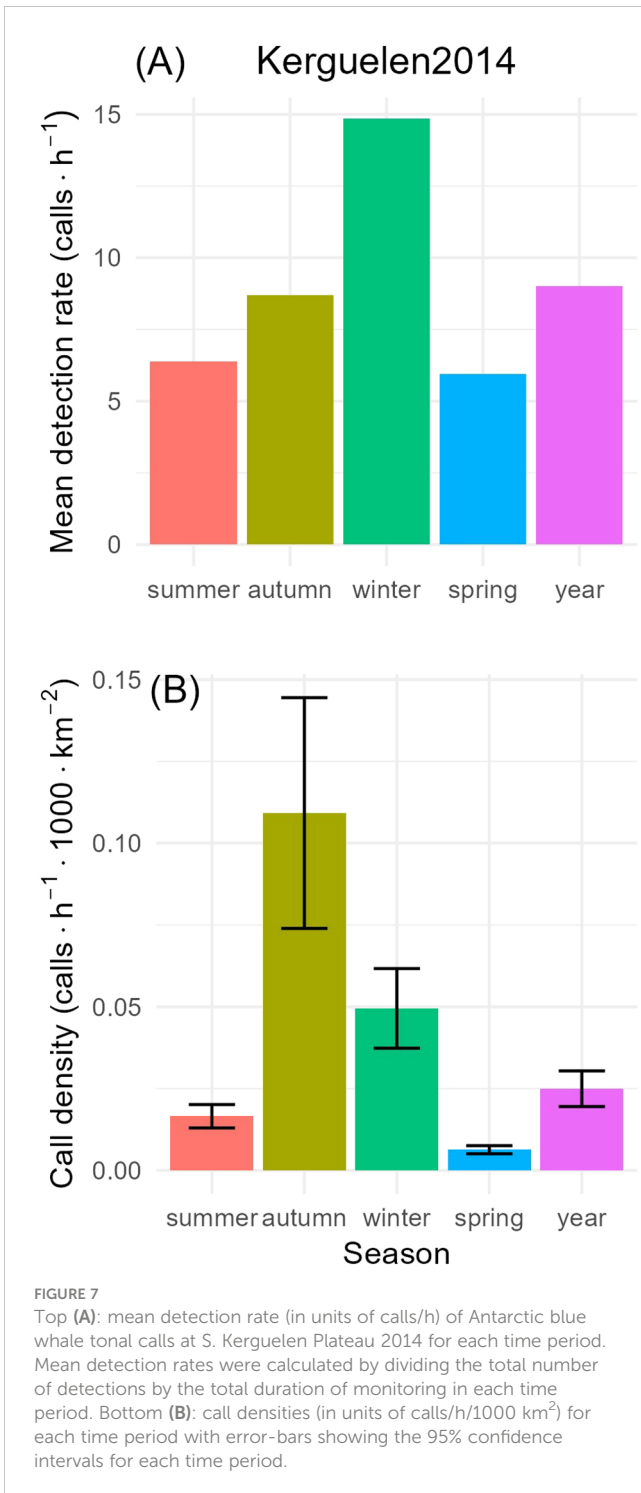 (A) Kerguelen2014
Mean detection rate (calls · h⁻¹)
15
10
5
0
summer autumn winter spring year
(B)
Call density (calls · h⁻¹ · 1000 · km⁻²)
0.15
0.10
0.05
0.00
summer autumn winter spring year
Season
FIGURE 7
Top (A): mean detection rate (in units of calls/h) of Antarctic blue
whale tonal calls at S. Kerguelen Plateau 2014 for each time period.
Mean detection rates were calculated by dividing the total number
of detections by the total duration of monitoring in each time
period. Bottom (B): call densities (in units of calls/h/1000 km²) for
each time period with error-bars showing the 95% confidence
intervals for each time period.